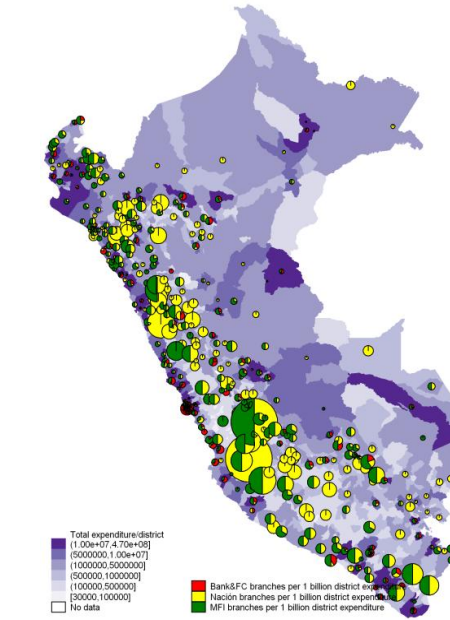 Total expenditure/district
(1.00e+07,4.70e+08]
(5000000,1.00e+07]
(1000000,5000000]
(500000,1000000]
(100000,500000]
[30000,100000]
No data
Bank&FC branches per 1 billion district expenditure
Nación branches per 1 billion district expenditure
MFI branches per 1 billion district expenditure